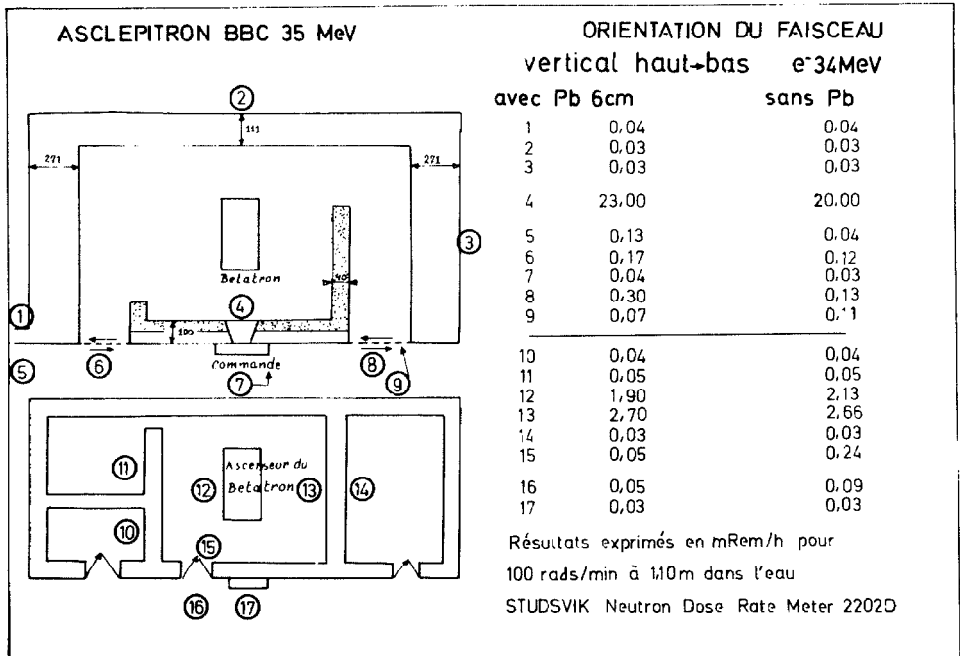 ASCLEPITRON BBC 35 MeV
②
111
271
271
Betatron
③
40
④
①
100
Commande
⑤
⑥
⑦
⑧
⑨
⑪
Ascenseur du
Betatron
⑫
⑬
⑭
⑩
⑮
⑯
⑰
ORIENTATION DU FAISCEAU
vertical haut→bas e⁻34MeV
avec Pb 6cm sans Pb
1 0,04 0,04
2 0,03 0,03
3 0,03 0,03
4 23,00 20,00
5 0,13 0,04
6 0,17 0,12
7 0,04 0,03
8 0,30 0,13
9 0,07 0,11
10 0,04 0,04
11 0,05 0,05
12 1,90 2,13
13 2,70 2,66
14 0,03 0,03
15 0,05 0,24
16 0,05 0,09
17 0,03 0,03
Résultats exprimés en mRem/h pour
100 rads/min à 1,10m dans l'eau
STUDSVIK Neutron Dose Rate Meter 2202D